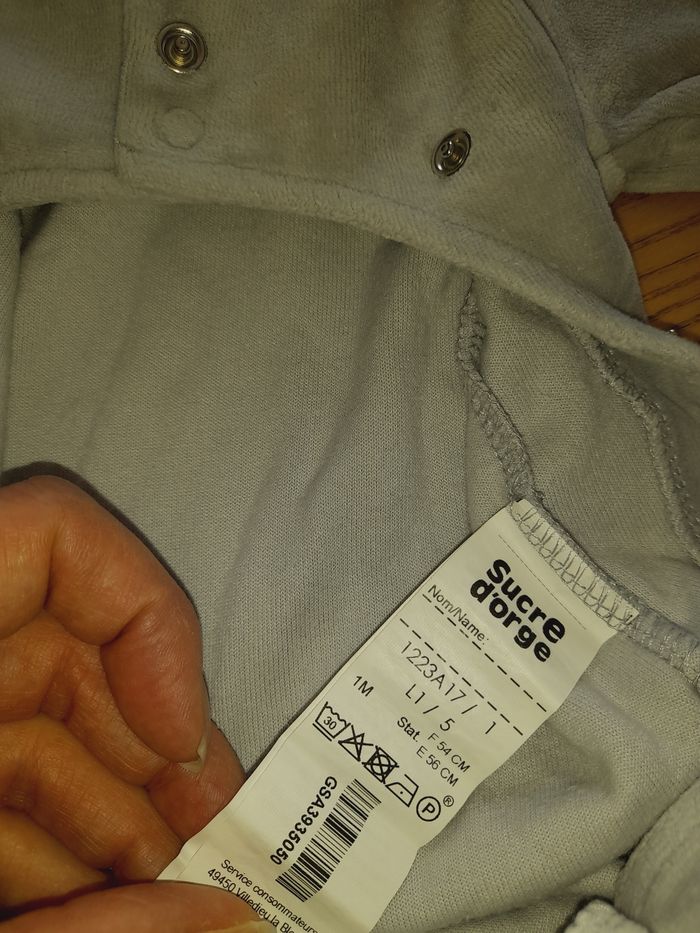 Sucre
d'orge
Nom/Name:
1223A17 / 1
L1 / 5
1M
Stat. F 54 CM
E 56 CM
30
P ®
GSA3935050
Service consommateurs
49450 Villedieu la